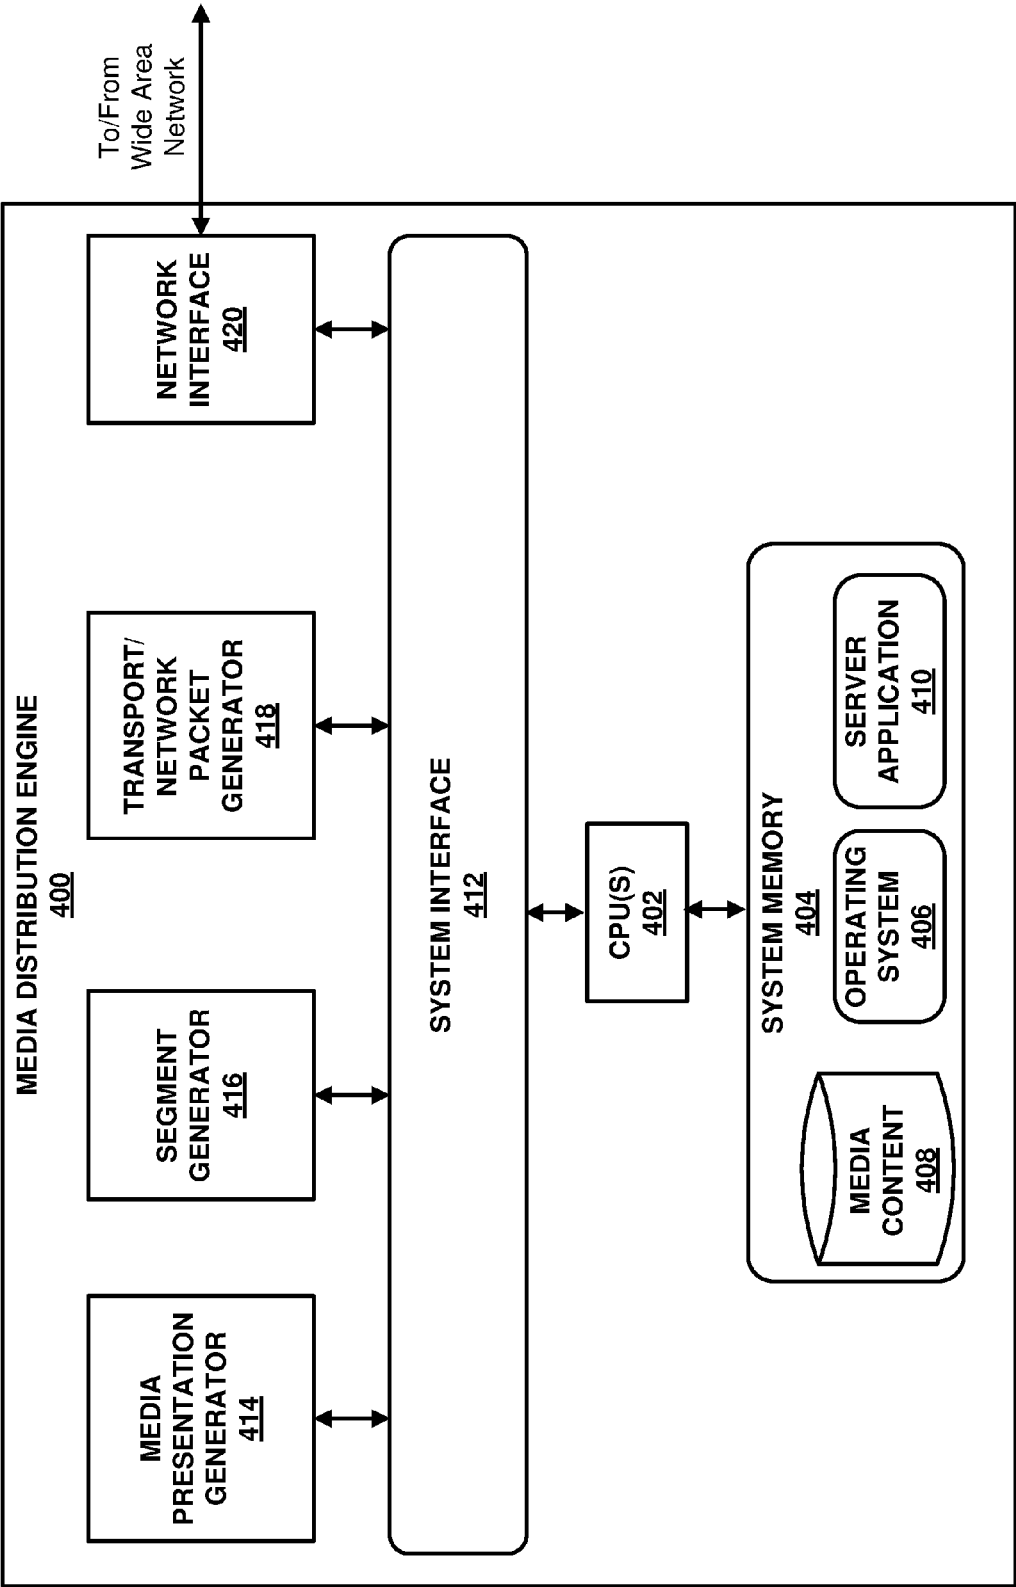 MEDIA DISTRIBUTION ENGINE
400
MEDIA
PRESENTATION
GENERATOR
414
SEGMENT
GENERATOR
416
TRANSPORT/
NETWORK
PACKET
GENERATOR
418
NETWORK
INTERFACE
420
To/From
Wide Area
Network
SYSTEM INTERFACE
412
CPU(S)
402
SYSTEM MEMORY
404
MEDIA
CONTENT
408
OPERATING
SYSTEM
406
SERVER
APPLICATION
410